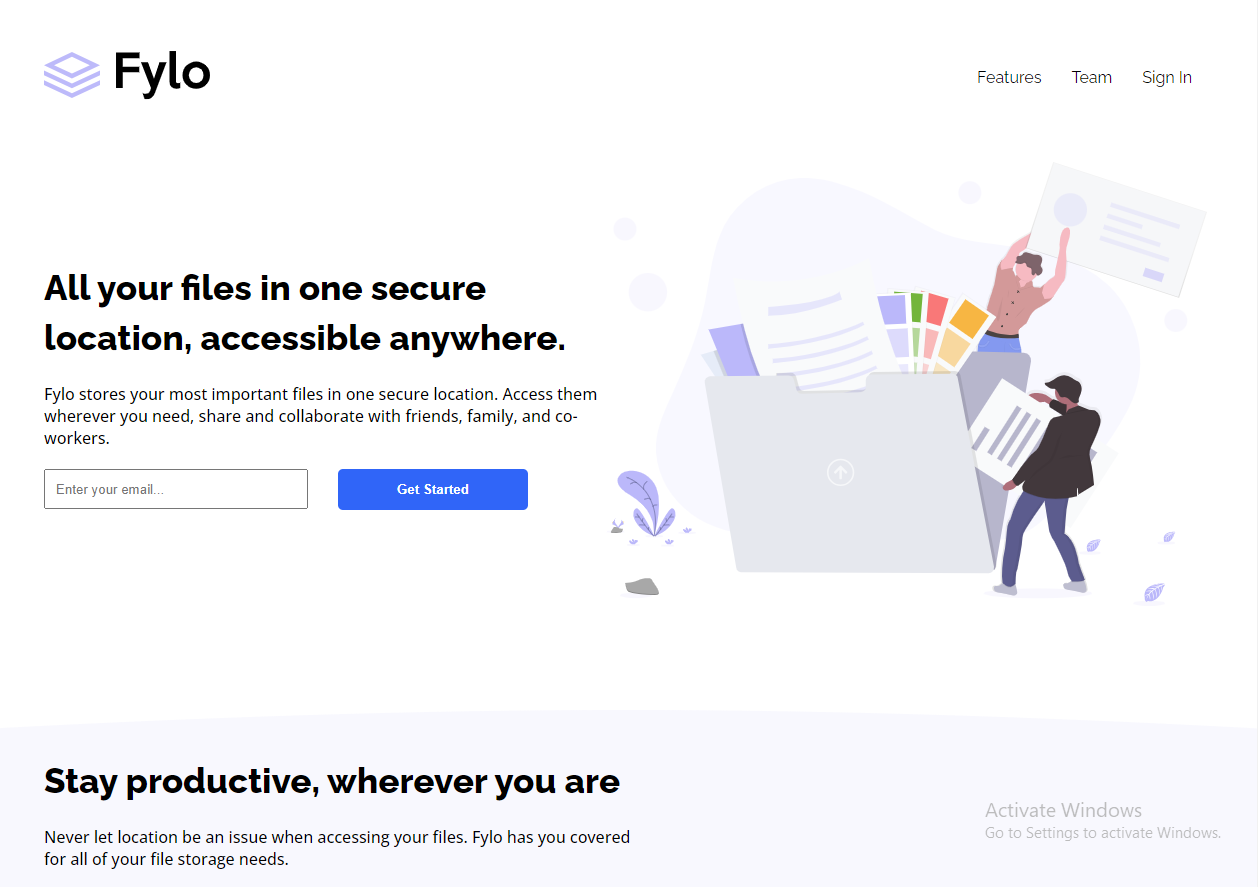 Fylo
Features
Team
Sign In
All your files in one secure
location, accessible anywhere.
Fylo stores your most important files in one secure location. Access them
wherever you need, share and collaborate with friends, family, and co-
workers.
Enter your email...
Get Started
Stay productive, wherever you are
Never let location be an issue when accessing your files. Fylo has you covered
for all of your file storage needs.
Activate Windows
Go to Settings to activate Windows.